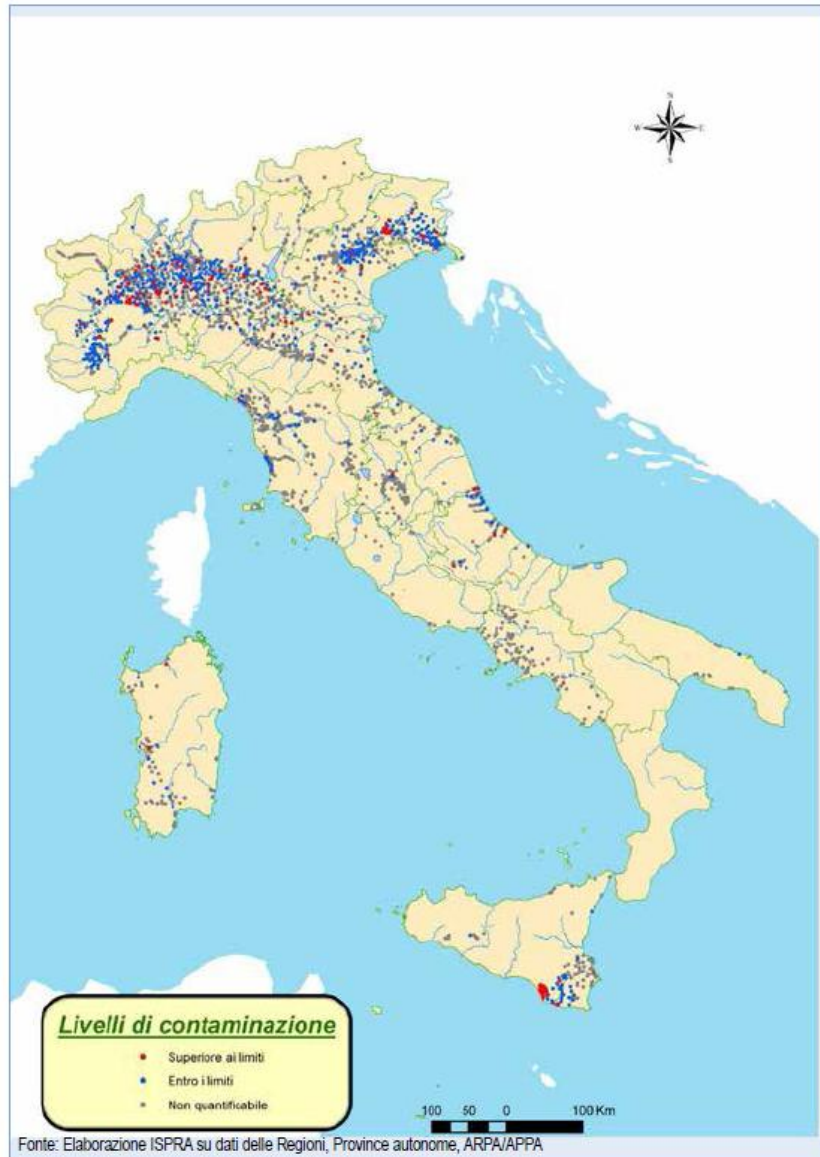 N
W E
S
Livelli di contaminazione
Superiore ai limiti
Entro i limiti
Non quantificabile
100 50 0 100 Km
Fonte: Elaborazione ISPRA su dati delle Regioni, Province autonome, ARPA/APPA